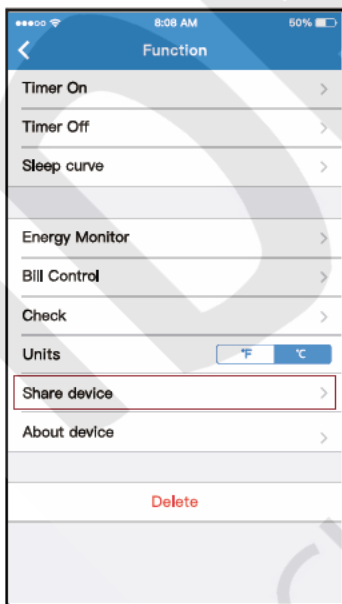 8:08 AM 50%
Function
Timer On
Timer Off
Sleep curve
Energy Monitor
Bill Control
Check
Units °F °C
Share device
About device
Delete